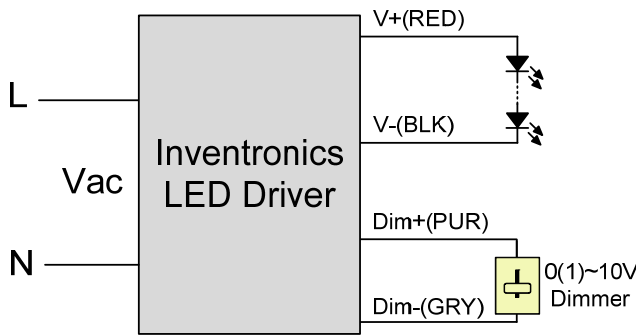 V+(RED)
L
V-(BLK)
Inventronics
LED Driver
Vac
Dim+(PUR)
N
0(1)~10V
Dimmer
Dim-(GRY)